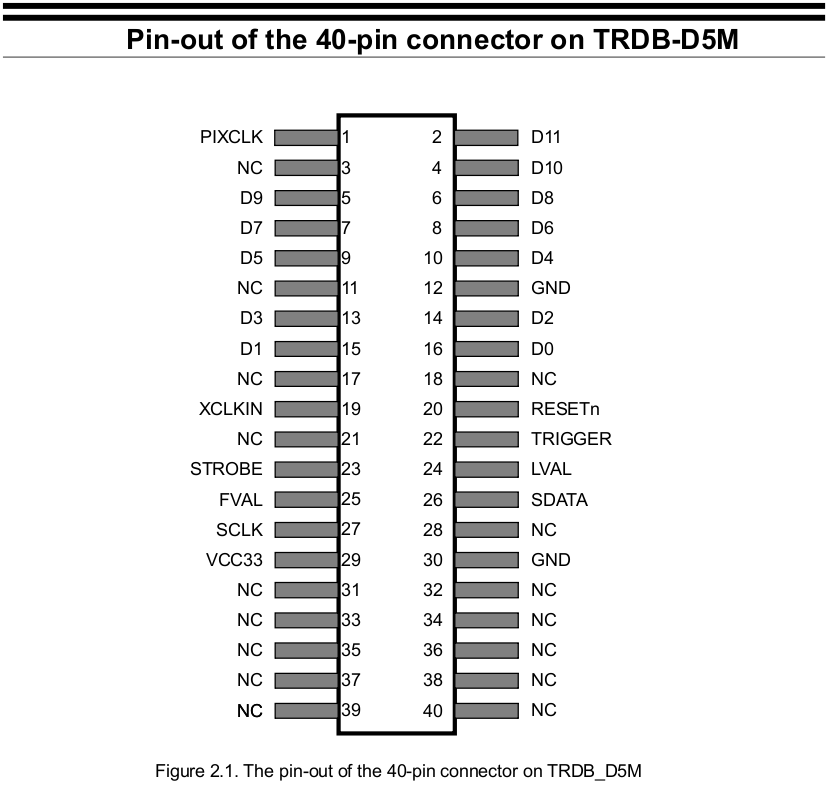 Pin-out of the 40-pin connector on TRDB-D5M
PIXCLK 1 2 D11
NC 3 4 D10
D9 5 6 D8
D7 7 8 D6
D5 9 10 D4
NC 11 12 GND
D3 13 14 D2
D1 15 16 D0
NC 17 18 NC
XCLKIN 19 20 RESETn
NC 21 22 TRIGGER
STROBE 23 24 LVAL
FVAL 25 26 SDATA
SCLK 27 28 NC
VCC33 29 30 GND
NC 31 32 NC
NC 33 34 NC
NC 35 36 NC
NC 37 38 NC
NC 39 40 NC
Figure 2.1. The pin-out of the 40-pin connector on TRDB_D5M